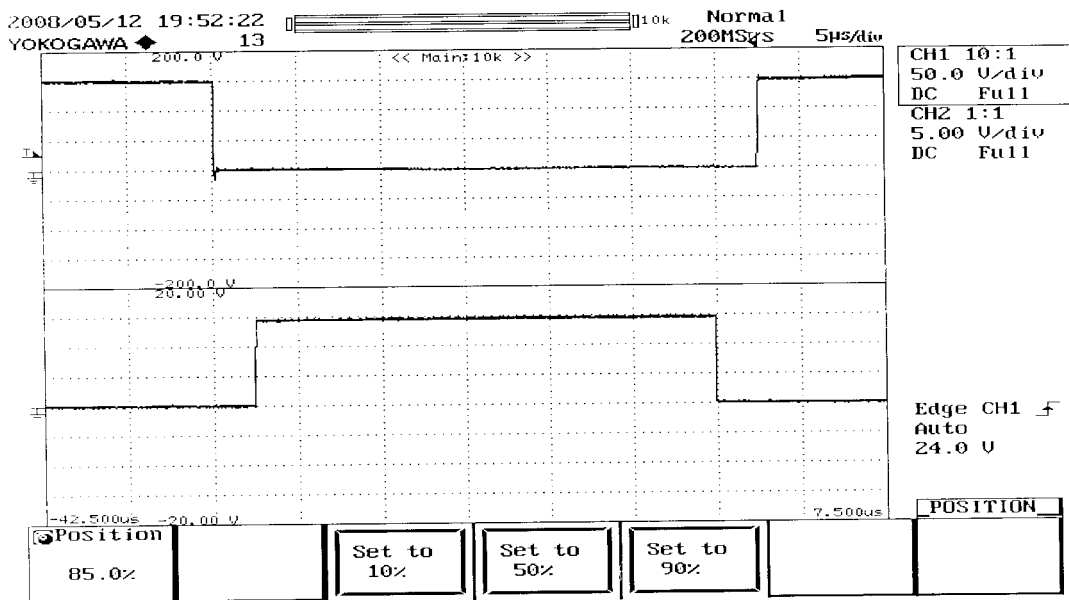 2008/05/12 19:52:22
10k
Normal
YOKOGAWA ◆ 13
200MS/s
5µs/div
200.0 V
<< Main:10k >>
CH1 10:1
50.0 V/div
DC Full
CH2 1:1
5.00 V/div
DC Full
T
-200.0 V
20.00 V
Edge CH1
Auto
24.0 V
-42.500us
-20.00 V
7.500us
POSITION
Position
85.0%
Set to
10%
Set to
50%
Set to
90%